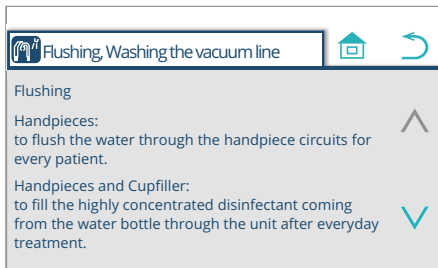 Flushing, Washing the vacuum line
Flushing
Handpieces:
to flush the water through the handpiece circuits for
every patient.
Handpieces and Cupfiller:
to fill the highly concentrated disinfectant coming
from the water bottle through the unit after everyday
treatment.